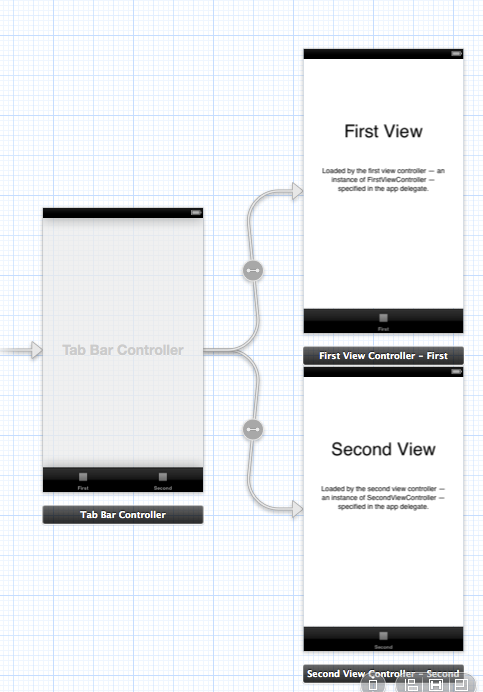 First View
Loaded by the first view controller — an
instance of FirstViewController —
specified in the app delegate.
First
First View Controller – First
Tab Bar Controller
First
Second
Tab Bar Controller
Second View
Loaded by the second view controller —
an instance of SecondViewController —
specified in the app delegate.
Second
Second View Controller – Second